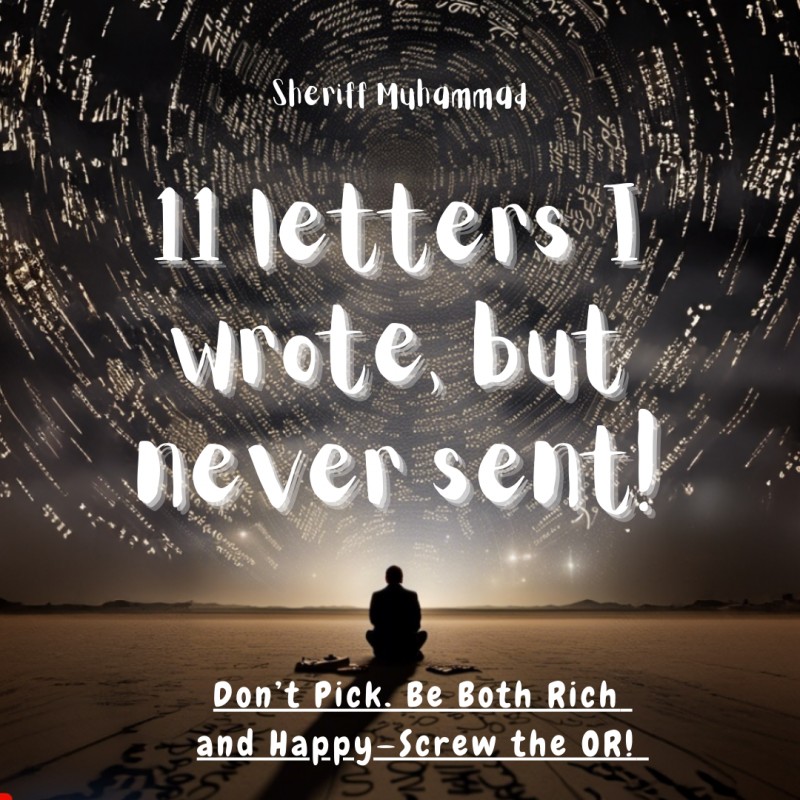 Sheriff Muhammad
11 letters I
wrote, but
never sent!
Don't Pick. Be Both Rich
and Happy–Screw the OR!